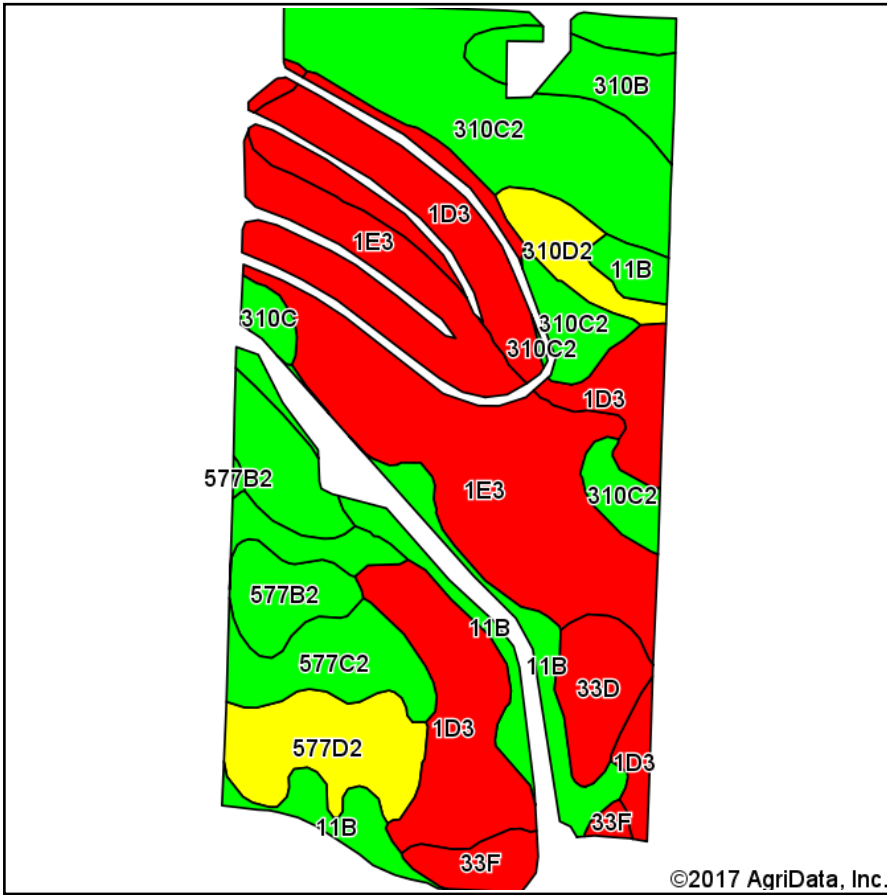 310B
310C2
1D3
1E3
310D2
11B
310C
310C2
310C2
1D3
577B2
1E3
310C2
577B2
11B
577C2
11B
33D
1D3
577D2
1D3
11B
33F
33F
©2017 AgriData, Inc.